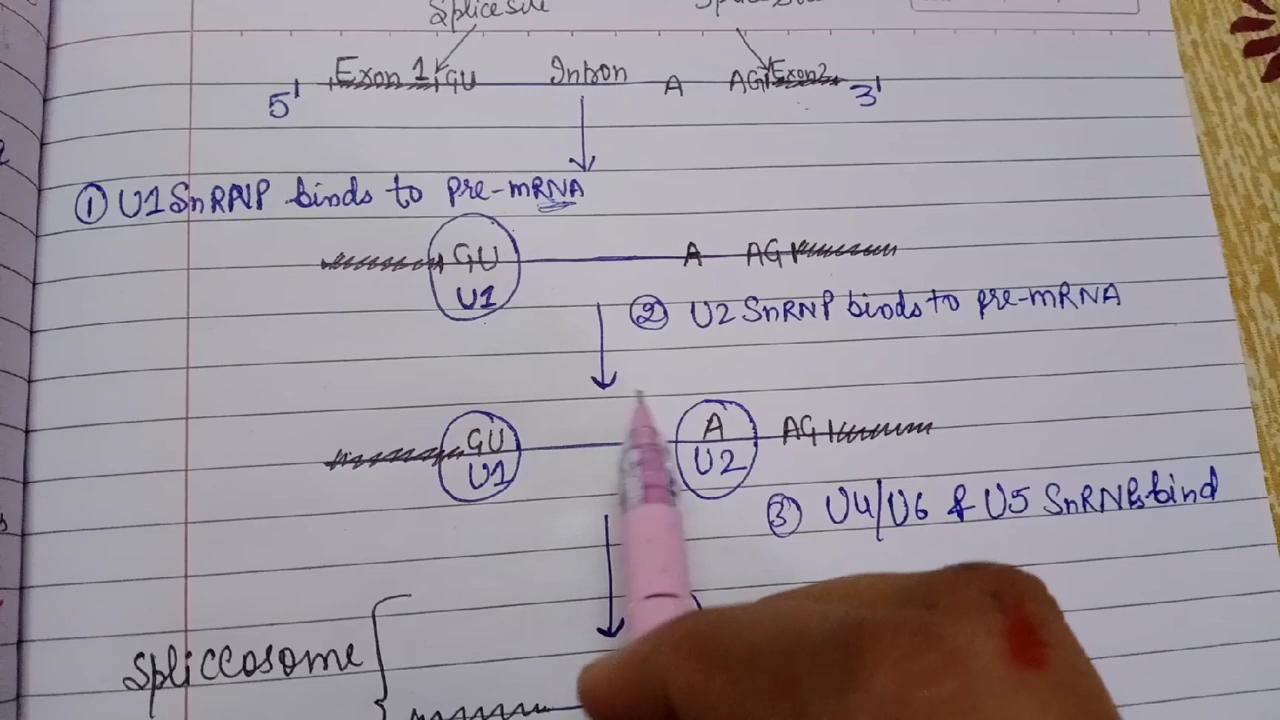 Splice site
5' Exon 1 GU Intron A AG Exon2 3'
① U1 SnRNP binds to pre-mRNA
GU A AG
U1
② U2 SnRNP binds to pre-mRNA
GU A AG
U1 U2
③ U4/U6 & U5 SnRNPs bind
Spliceosome